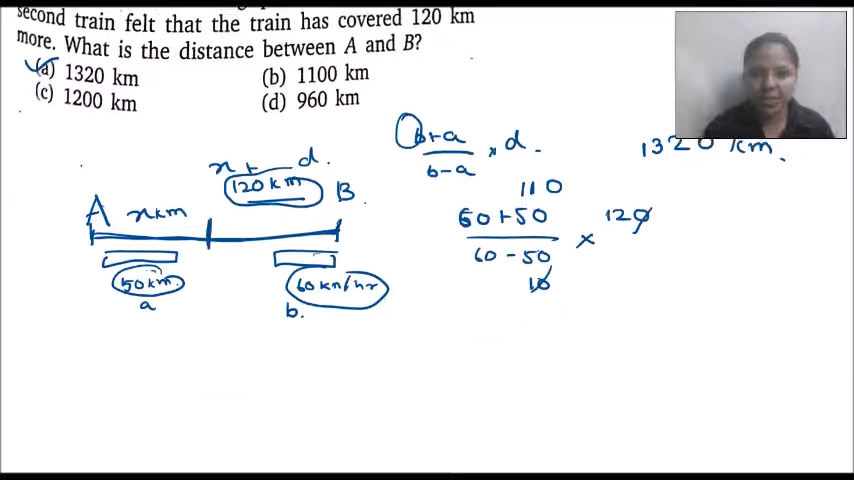 second train felt that the train has covered 120 km
more. What is the distance between A and B?
(a) 1320 km (b) 1100 km
(c) 1200 km (d) 960 km
b+a
b-a
× d.
1320 km.
x + d.
120 km
A x km B
110
60+50
60-50
× 120
10
50km.
a
60 km/hr
b.